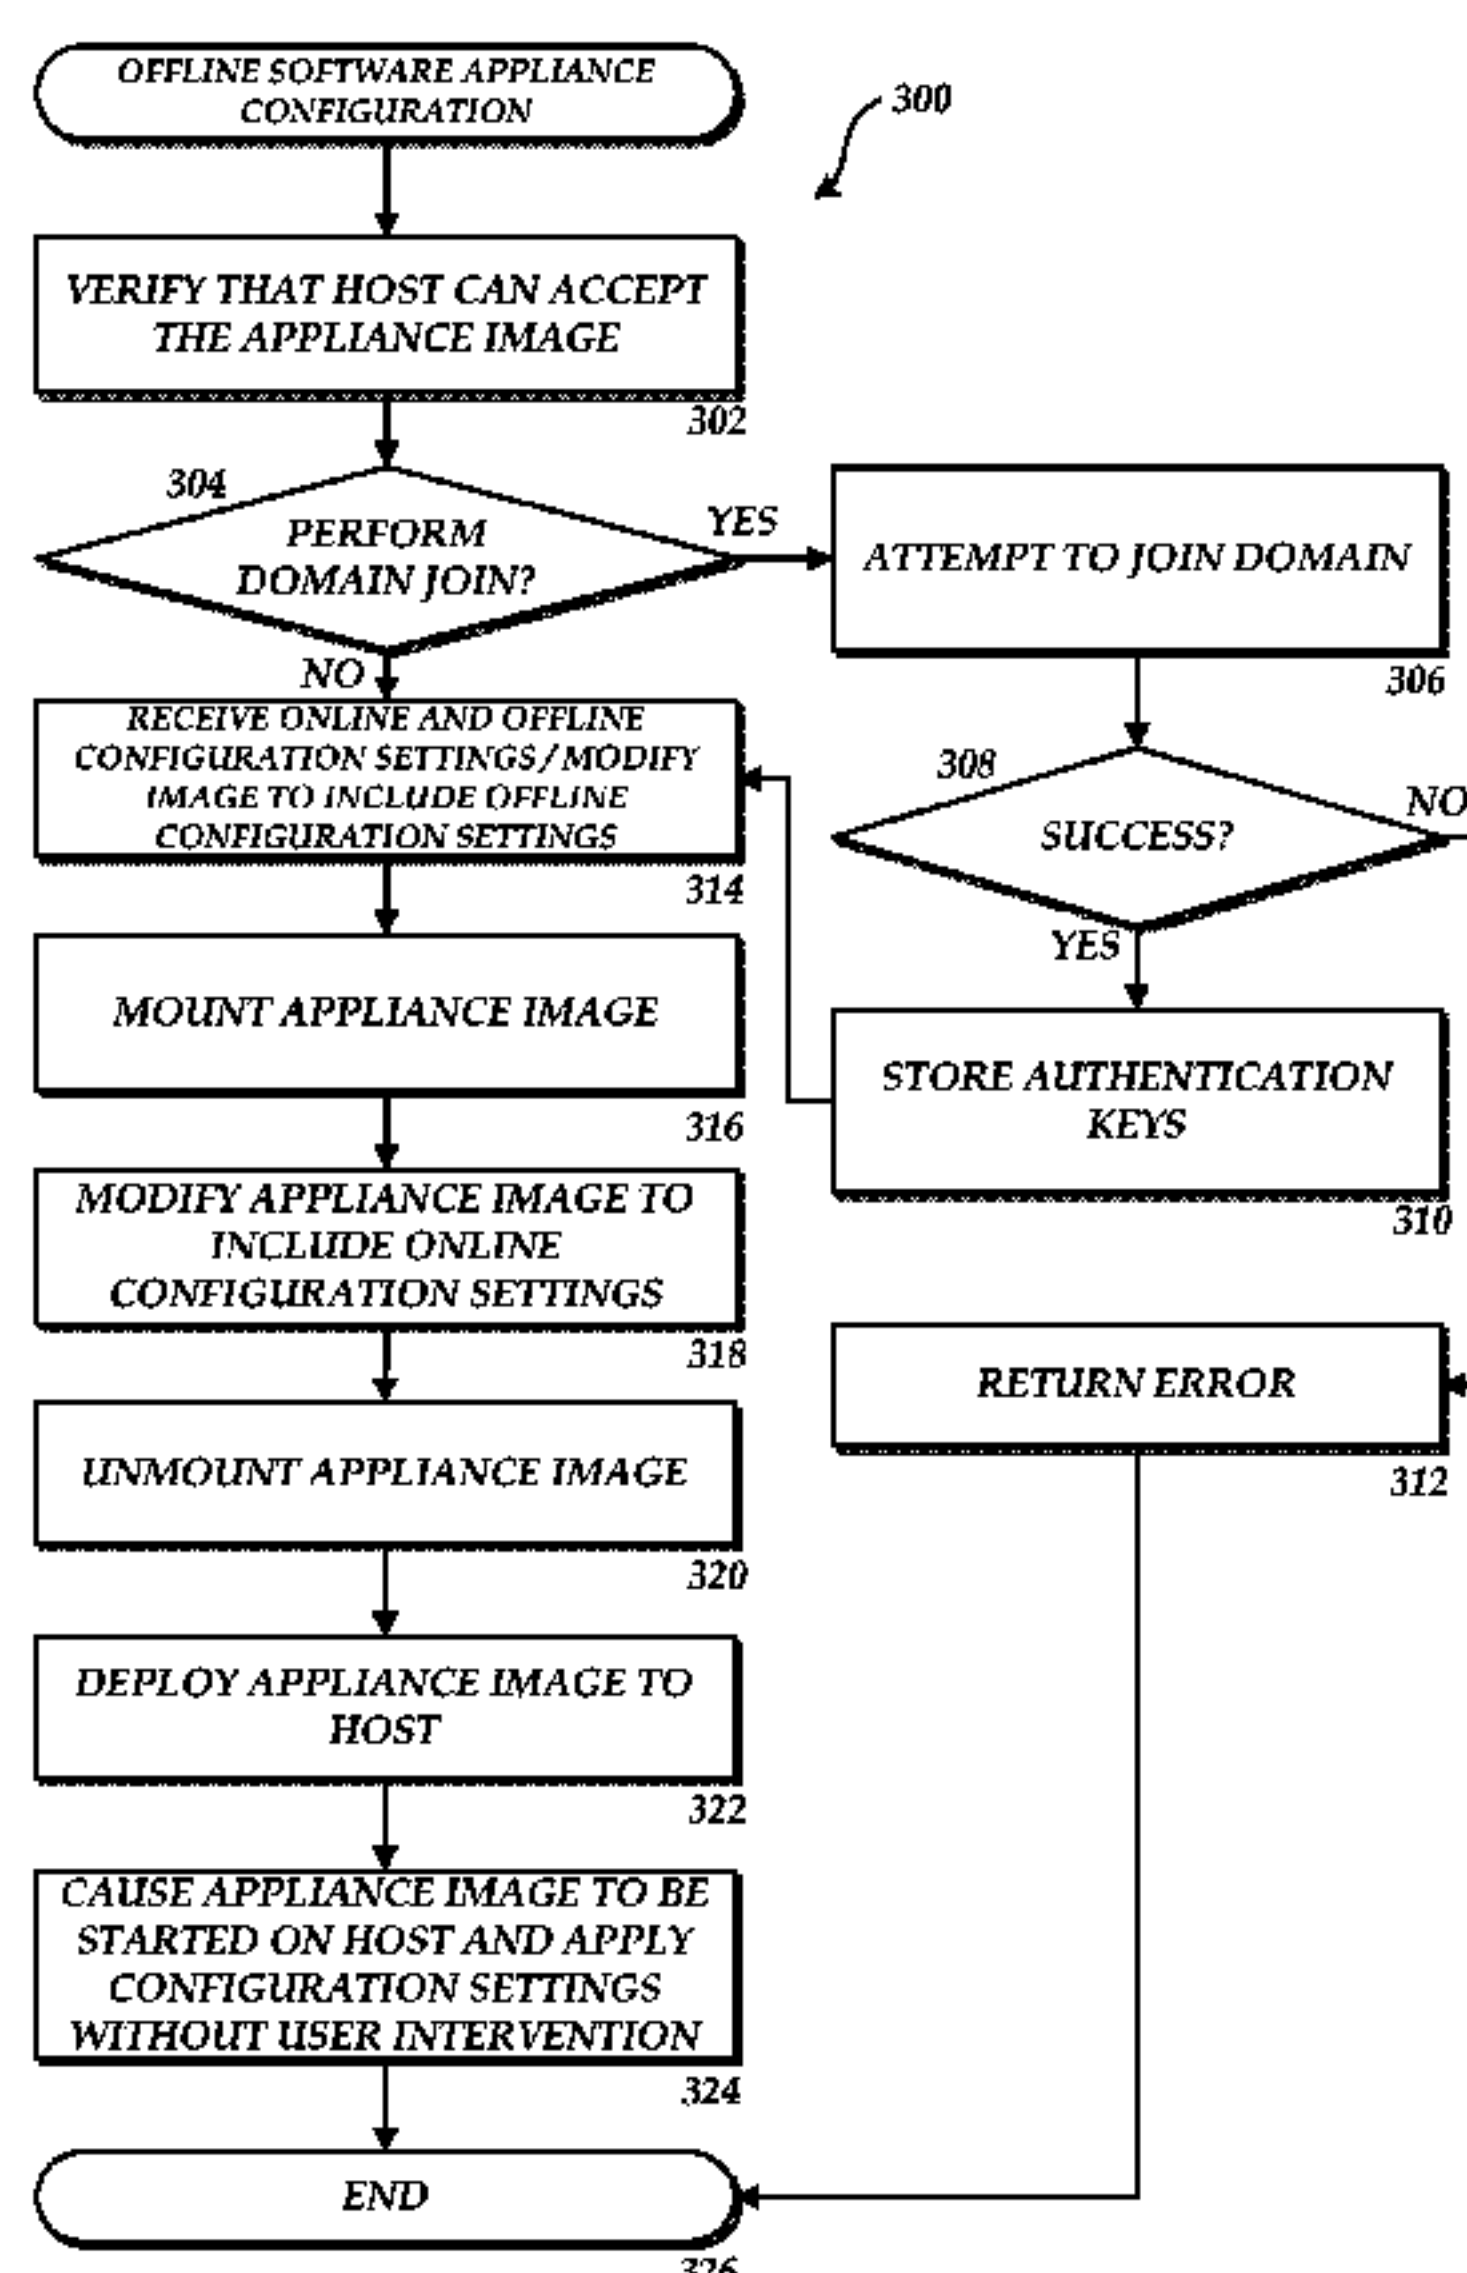 OFFLINE SOFTWARE APPLIANCE
CONFIGURATION
300
VERIFY THAT HOST CAN ACCEPT
THE APPLIANCE IMAGE
302
304
PERFORM
DOMAIN JOIN?
YES
NO
ATTEMPT TO JOIN DOMAIN
306
308
SUCCESS?
NO
YES
STORE AUTHENTICATION
KEYS
310
RETURN ERROR
312
RECEIVE ONLINE AND OFFLINE
CONFIGURATION SETTINGS/MODIFY
IMAGE TO INCLUDE OFFLINE
CONFIGURATION SETTINGS
314
MOUNT APPLIANCE IMAGE
316
MODIFY APPLIANCE IMAGE TO
INCLUDE ONLINE
CONFIGURATION SETTINGS
318
UNMOUNT APPLIANCE IMAGE
320
DEPLOY APPLIANCE IMAGE TO
HOST
322
CAUSE APPLIANCE IMAGE TO BE
STARTED ON HOST AND APPLY
CONFIGURATION SETTINGS
WITHOUT USER INTERVENTION
324
END
326